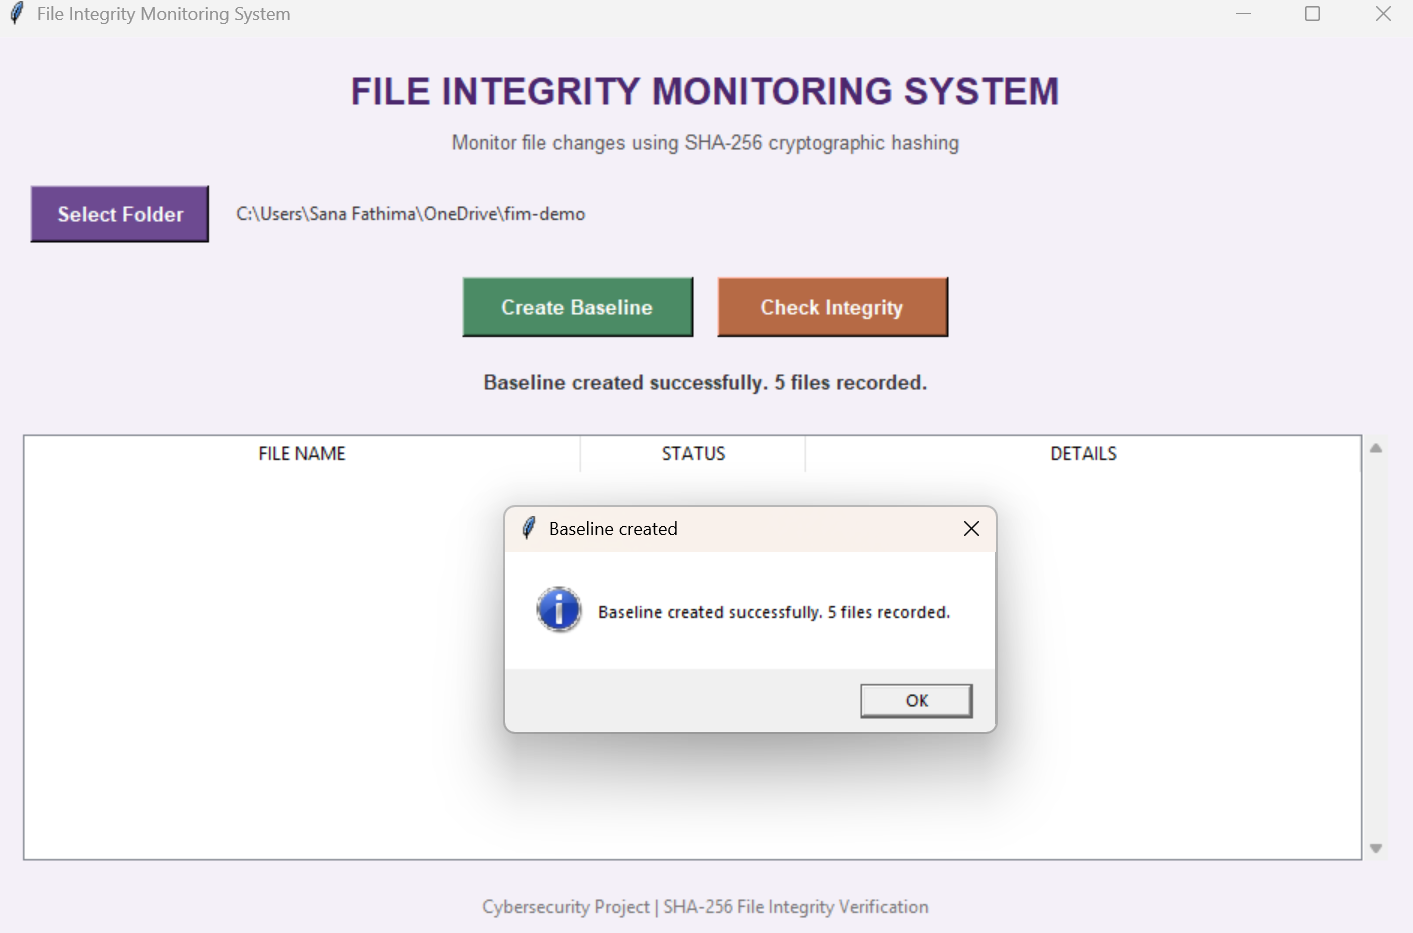 File Integrity Monitoring System
FILE INTEGRITY MONITORING SYSTEM
Monitor file changes using SHA-256 cryptographic hashing
Select Folder
C:\Users\Sana Fathima\OneDrive\fim-demo
Create Baseline
Check Integrity
Baseline created successfully. 5 files recorded.
FILE NAME
STATUS
DETAILS
Baseline created
Baseline created successfully. 5 files recorded.
OK
Cybersecurity Project | SHA-256 File Integrity Verification